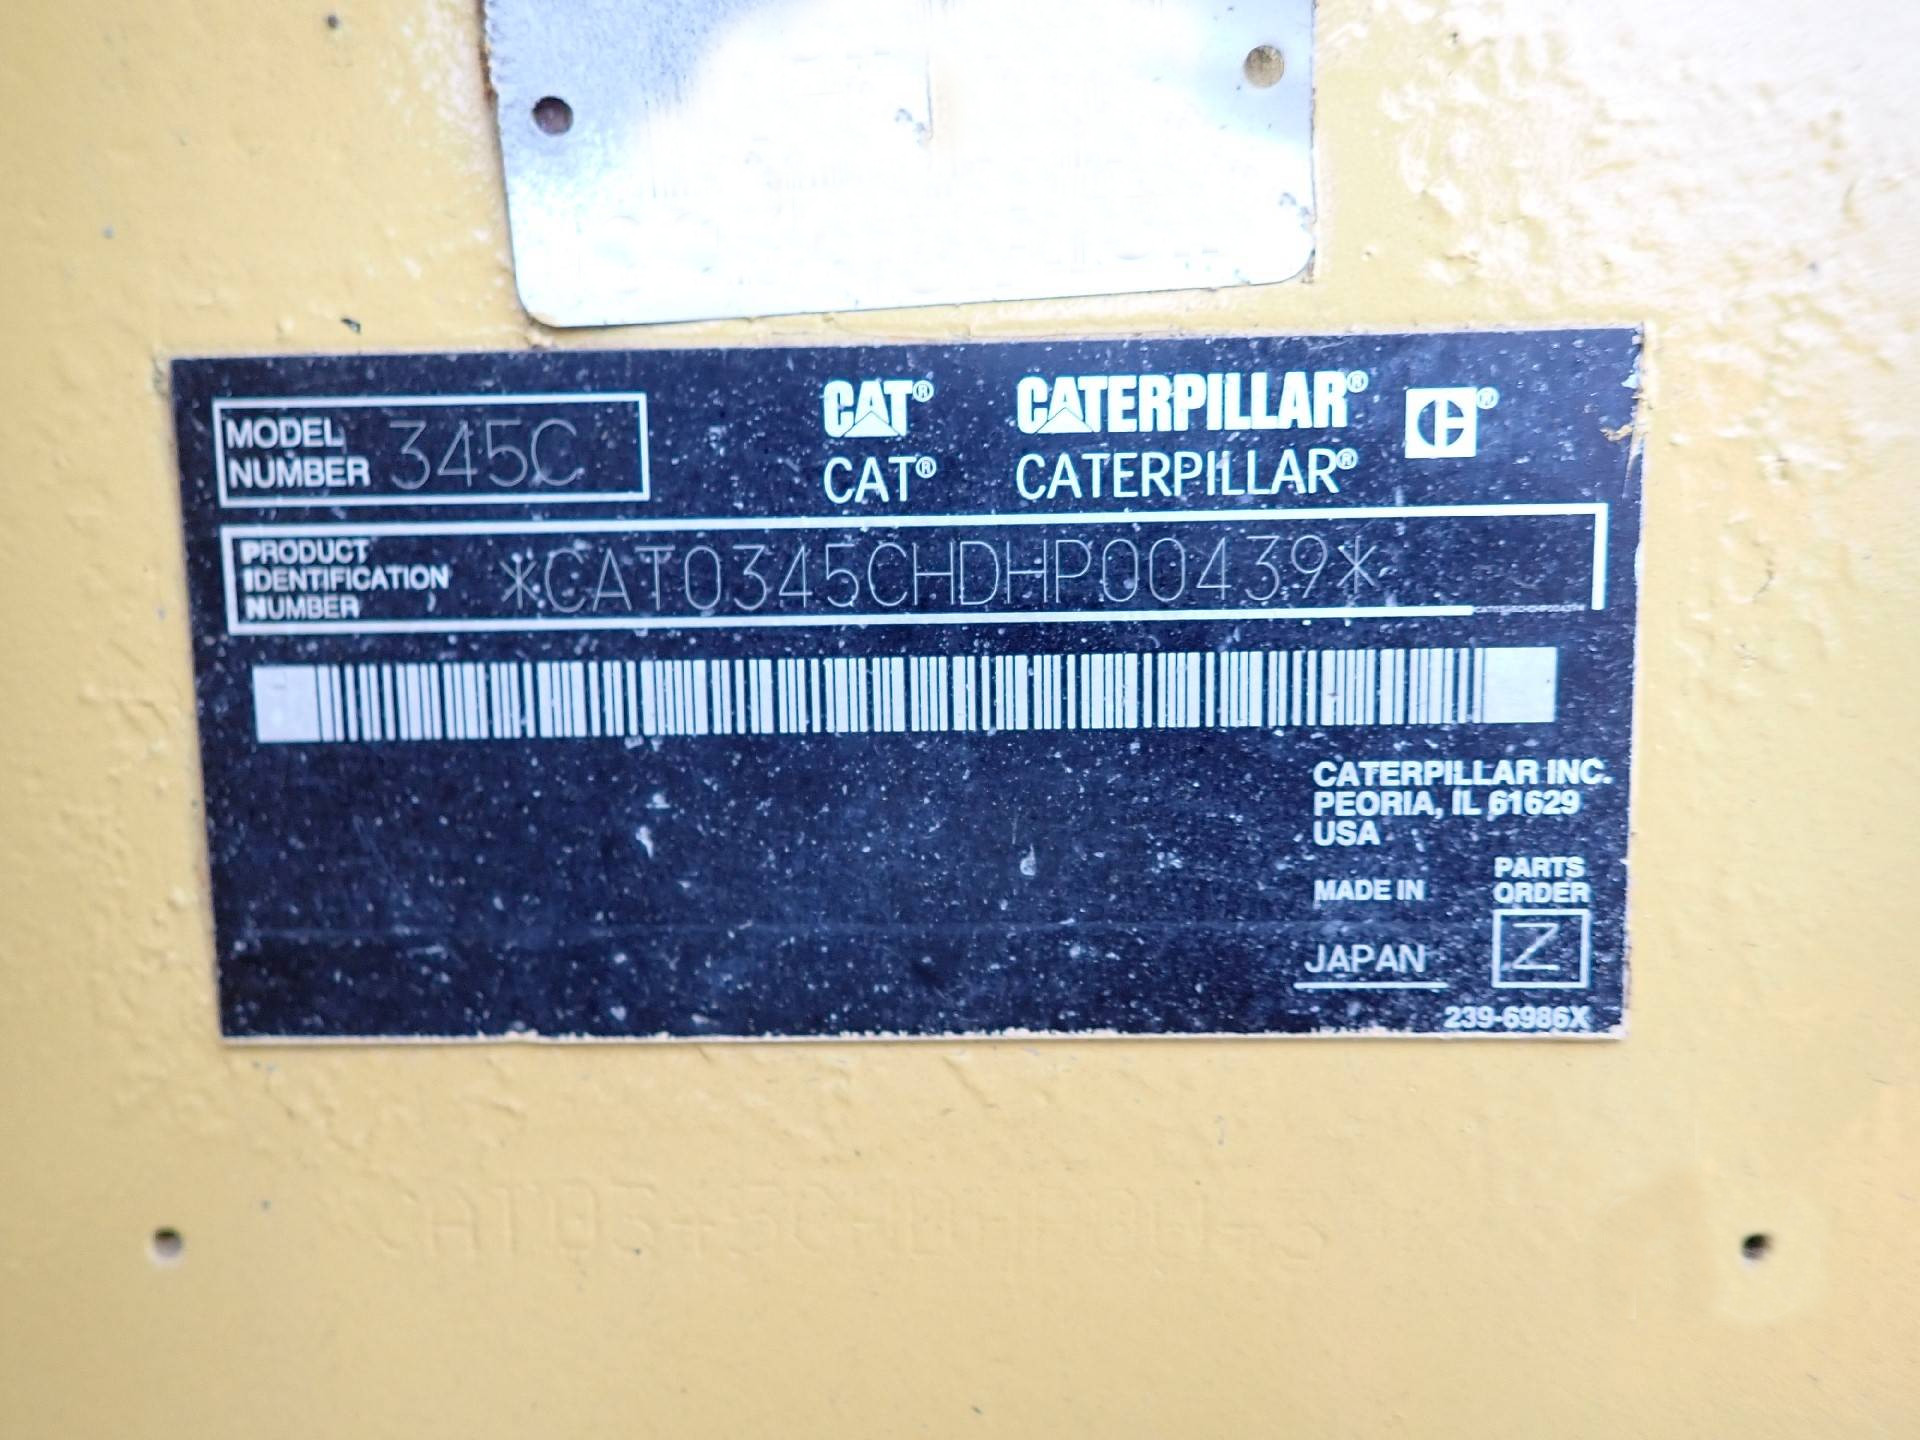 MODEL NUMBER 345C
CAT® CATERPILLAR® C®
CAT® CATERPILLAR®
PRODUCT IDENTIFICATION NUMBER *CAT0345CHDHP00439*
CATERPILLAR INC.
PEORIA, IL 61629
USA
MADE IN
JAPAN
PARTS
ORDER
Z
239-6986X